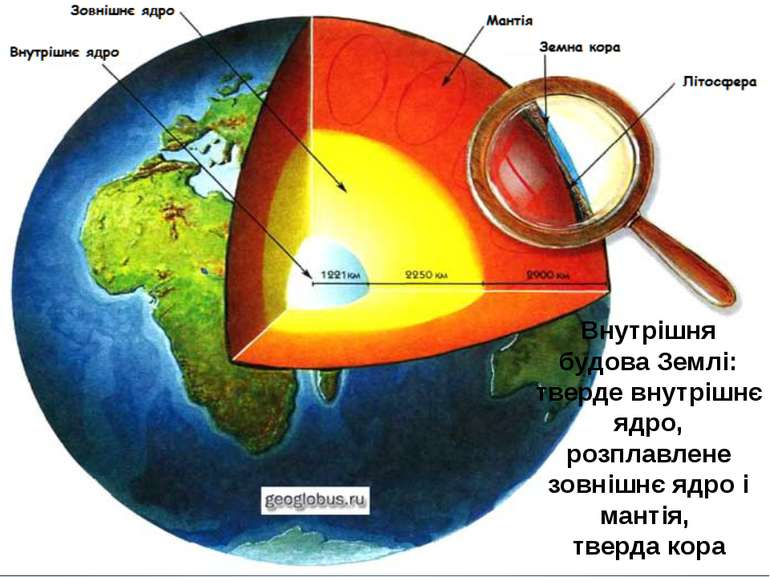 Зовнішнє ядро
Внутрішнє ядро
Мантія
Земна кора
Літосфера
1221 км
2250 км
2900 км
Внутрішня
будова Землі:
тверде внутрішнє
ядро,
розплавлене
зовнішнє ядро і
мантія,
тверда кора
geoglobus.ru